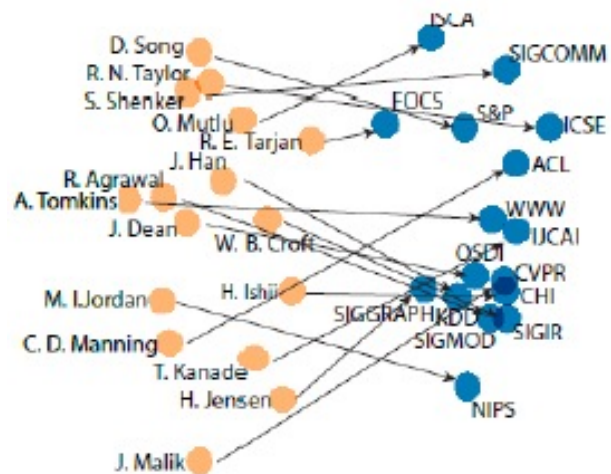 ISCA
D. Song
SIGCOMM
R. N. Taylor
S. Shenker
FOCS
S&P
ICSE
O. Mutlu
R. E. Tarjan
J. Han
ACL
R. Agrawal
A. Tomkins
WWW
J. Dean
IJCAI
W. B. Croft
OSDI
CVPR
H. Ishii
CHI
M. I.Jordan
SIGGRAPH
KDD
SIGIR
SIGMOD
C. D. Manning
T. Kanade
H. Jensen
NIPS
J. Malik